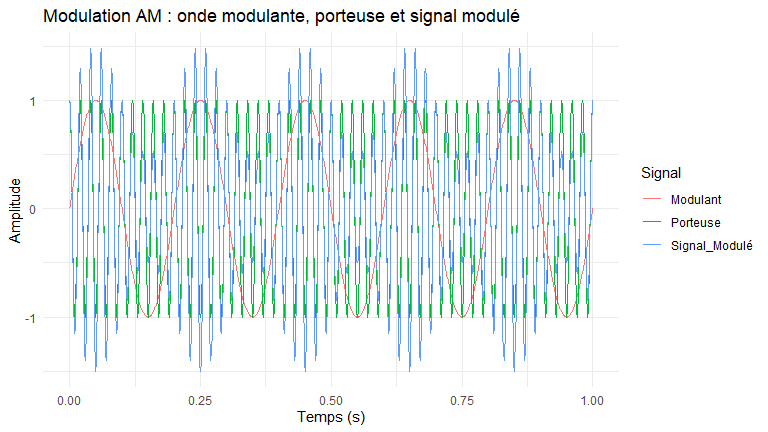 Modulation AM : onde modulante, porteuse et signal modulé
Amplitude
1
0
-1
0.00
0.25
0.50
0.75
1.00
Temps (s)
Signal
Modulant
Porteuse
Signal_Modulé